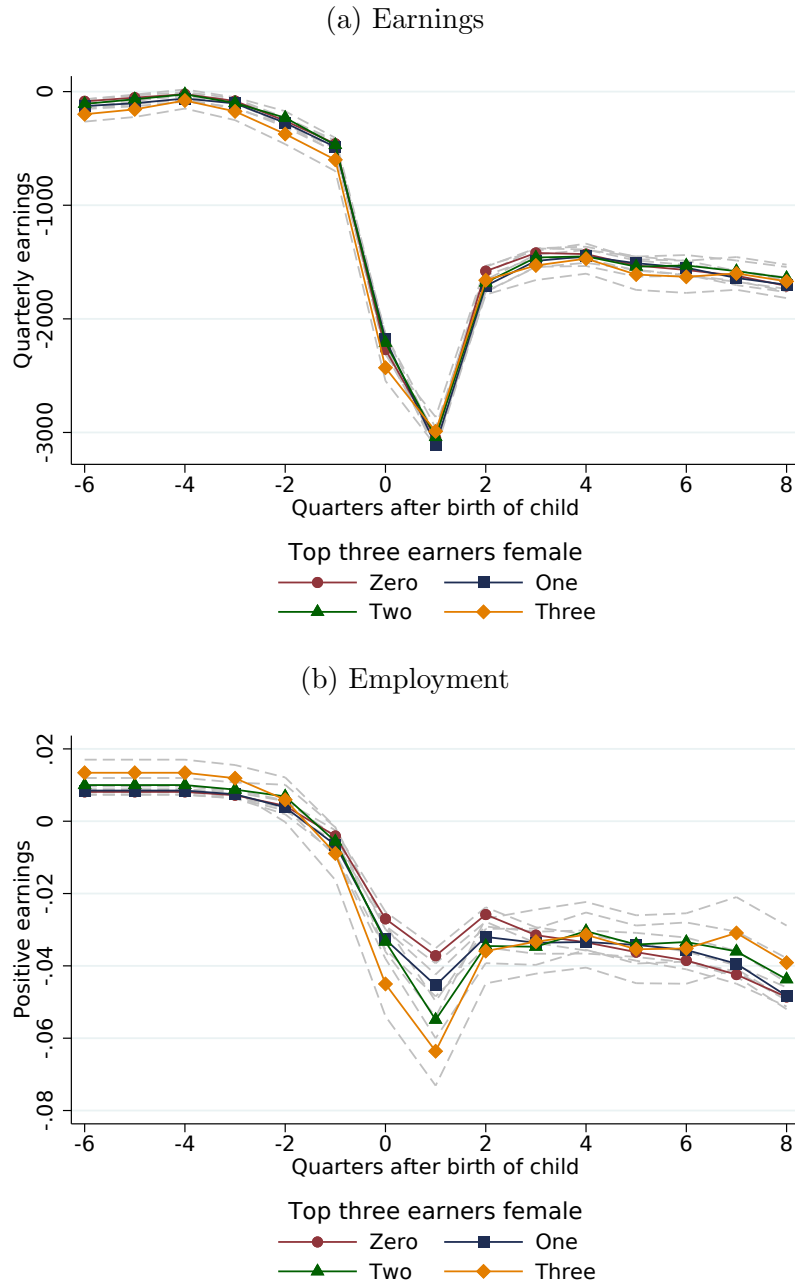 (a) Earnings
0
-1000
-2000
-3000
Quarterly earnings
-6 -4 -2 0 2 4 6 8
Quarters after birth of child
Top three earners female
Zero One
Two Three
(b) Employment
.02
0
-.02
-.04
-.06
-.08
Positive earnings
-6 -4 -2 0 2 4 6 8
Quarters after birth of child
Top three earners female
Zero One
Two Three